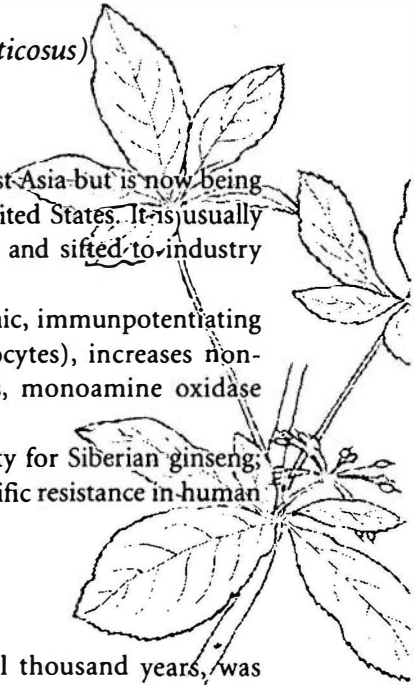 ticosus)
st Asia but is now being
ited States. It is usually
and sifted to industry
ic, immunpotentiating
ocytes), increases non-
s, monoamine oxidase
ty for Siberian ginseng;
ific resistance in human
l thousand years, was